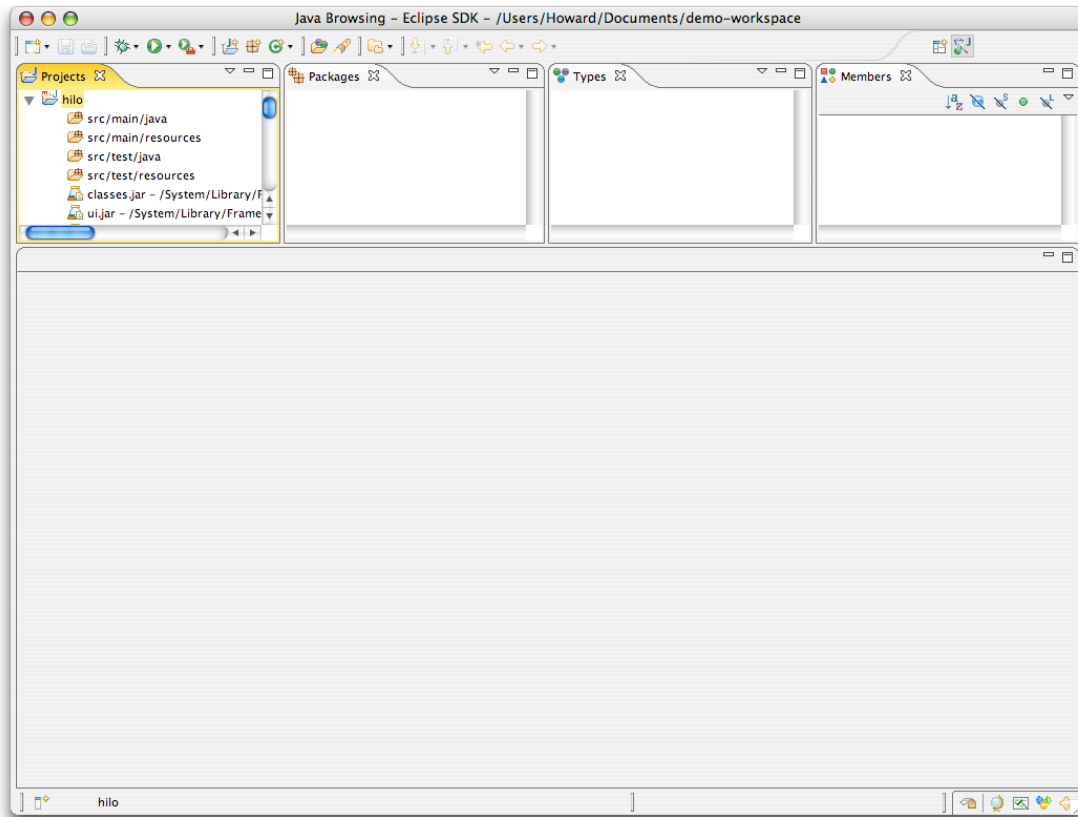 Java Browsing – Eclipse SDK – /Users/Howard/Documents/demo-workspace
Projects
Packages
Types
Members
hilo
src/main/java
src/main/resources
src/test/java
src/test/resources
classes.jar – /System/Library/F
ui.jar – /System/Library/Frame
hilo